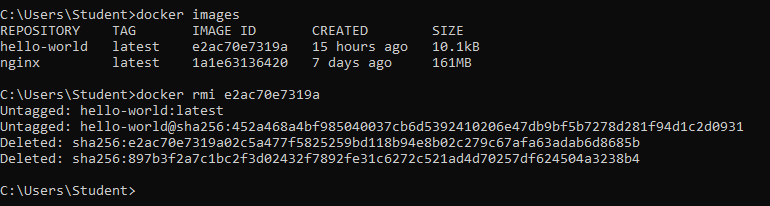 C:\Users\Student>docker images
REPOSITORY    TAG       IMAGE ID       CREATED        SIZE
hello-world   latest    e2ac70e7319a   15 hours ago   10.1kB
nginx         latest    1a1e63136420   7 days ago     161MB
C:\Users\Student>docker rmi e2ac70e7319a
Untagged: hello-world:latest
Untagged: hello-world@sha256:452a468a4bf985040037cb6d5392410206e47db9bf5b7278d281f94d1c2d0931
Deleted: sha256:e2ac70e7319a02c5a477f5825259bd118b94e8b02c279c67afa63adab6d8685b
Deleted: sha256:897b3f2a7c1bc2f3d02432f7892fe31c6272c521ad4d70257df624504a3238b4
C:\Users\Student>